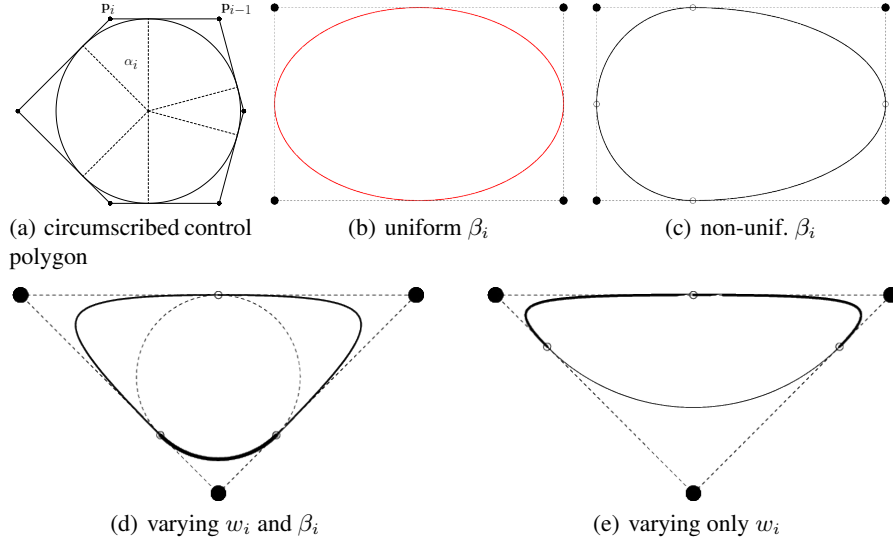 p_i p_{i−1}
α_i
(a) circumscribed control
polygon
(b) uniform β_i
(c) non-unif. β_i
(d) varying w_i and β_i
(e) varying only w_i